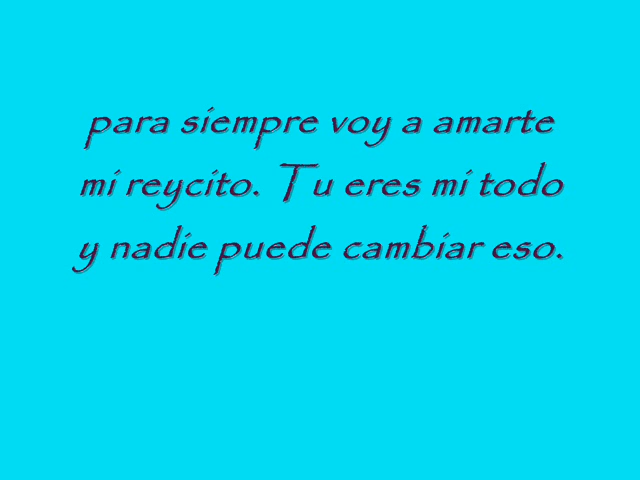 para siempre voy a amarte
mi reycito. Tu eres mi todo
y nadie puede cambiar eso.